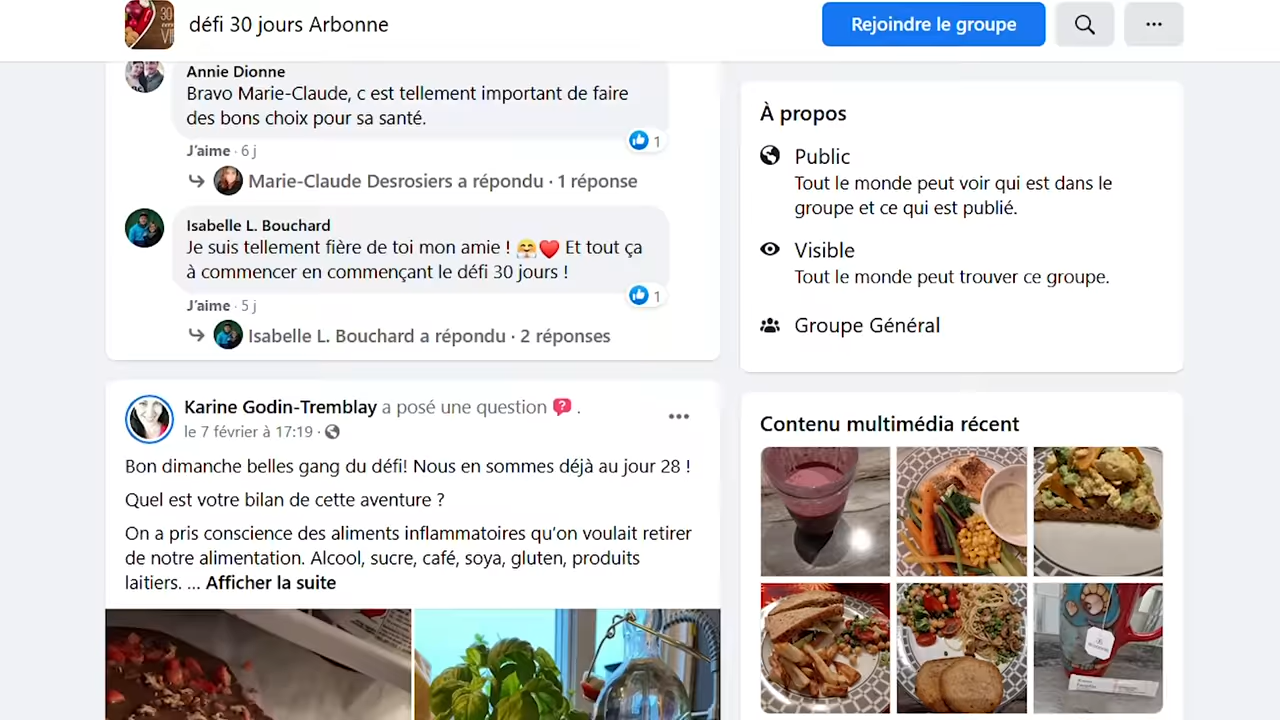 défi 30 jours Arbonne
Rejoindre le groupe
Annie Dionne
Bravo Marie-Claude, c est tellement important de faire
des bons choix pour sa santé.
1
J'aime · 6 j
Marie-Claude Desrosiers a répondu · 1 réponse
Isabelle L. Bouchard
Je suis tellement fière de toi mon amie ! 🤗❤️ Et tout ça
à commencer en commençant le défi 30 jours !
1
J'aime · 5 j
Isabelle L. Bouchard a répondu · 2 réponses
Karine Godin-Tremblay a posé une question ? .
le 7 février à 17:19 ·
Bon dimanche belles gang du défi! Nous en sommes déjà au jour 28 !
Quel est votre bilan de cette aventure ?
On a pris conscience des aliments inflammatoires qu'on voulait retirer
de notre alimentation. Alcool, sucre, café, soya, gluten, produits
laitiers. ... Afficher la suite
À propos
Public
Tout le monde peut voir qui est dans le
groupe et ce qui est publié.
Visible
Tout le monde peut trouver ce groupe.
Groupe Général
Contenu multimédia récent